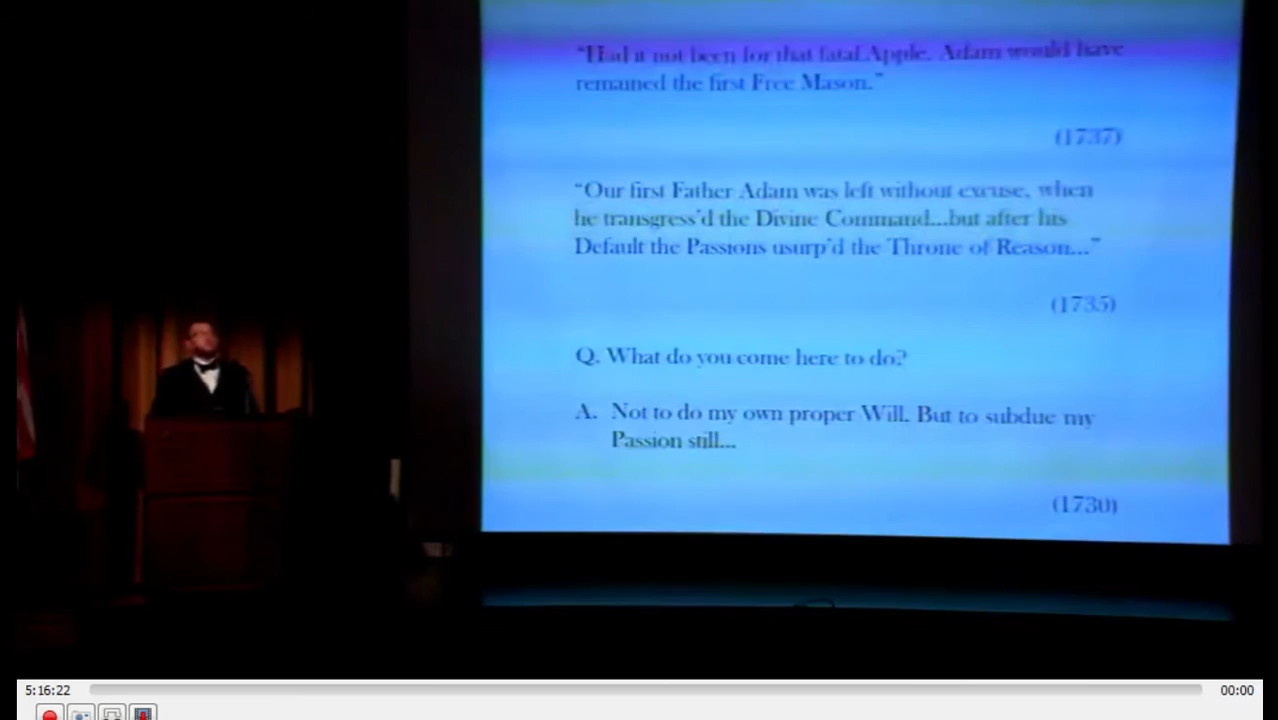 "Had it not been for that fatal Apple, Adam would have
remained the first Free Mason."
(1737)
"Our first Father Adam was left without excuse, when
he transgress'd the Divine Command...but after his
Default the Passions usurp'd the Throne of Reason..."
(1735)
Q. What do you come here to do?
A. Not to do my own proper Will. But to subdue my
Passion still...
(1730)
5:16:22
00:00